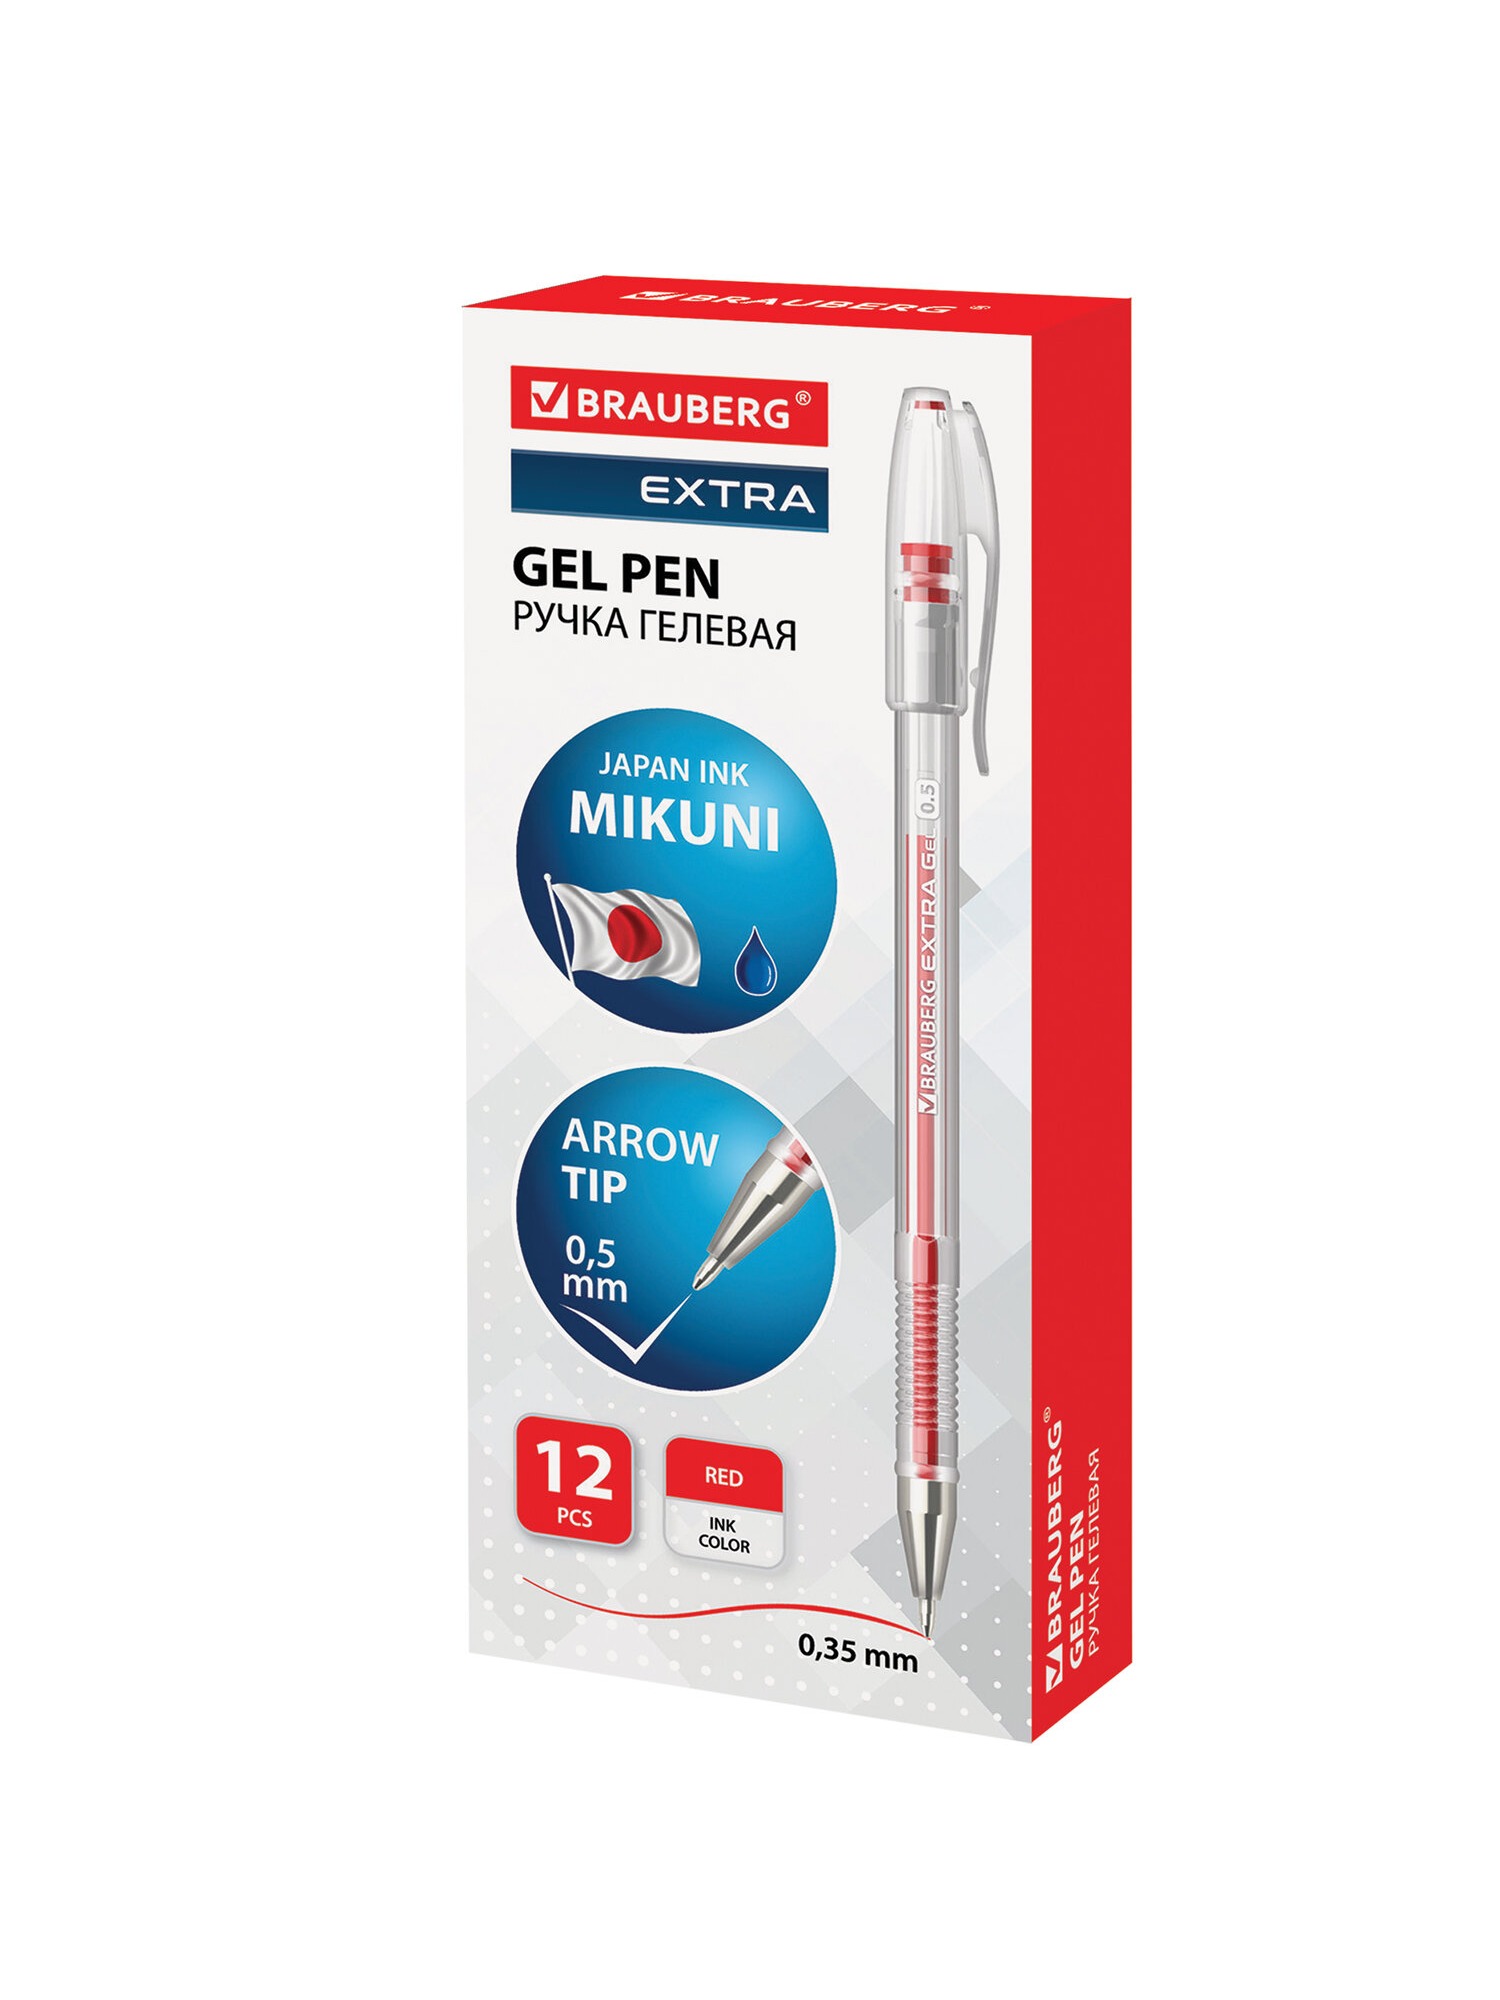 BRAUBERG®
BRAUBERG®
EXTRA
GEL PEN
РУЧКА ГЕЛЕВАЯ
JAPAN INK
MIKUNI
ARROW
TIP
0,5
mm
12
PCS
RED
INK
COLOR
0,35 mm
BRAUBERG EXTRA GEL 0.5
BRAUBERG®
GEL PEN
РУЧКА ГЕЛЕВАЯ